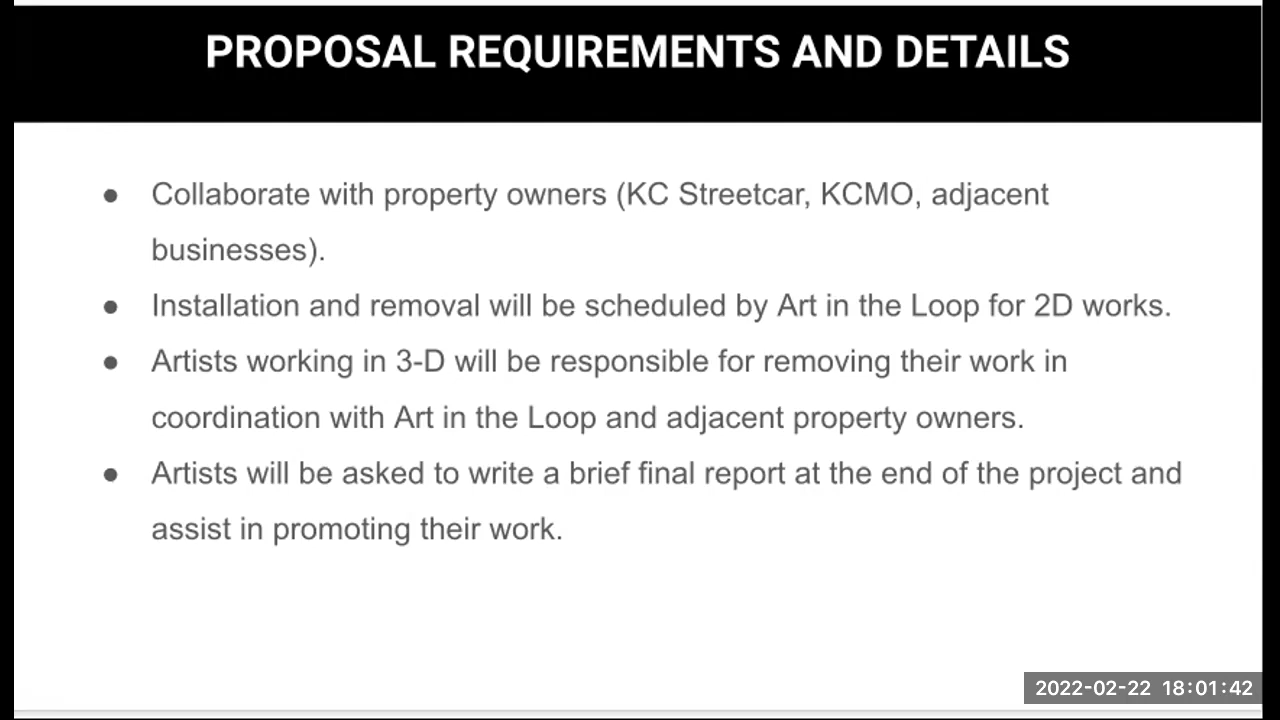 PROPOSAL REQUIREMENTS AND DETAILS
● Collaborate with property owners (KC Streetcar, KCMO, adjacent
businesses).
● Installation and removal will be scheduled by Art in the Loop for 2D works.
● Artists working in 3-D will be responsible for removing their work in
coordination with Art in the Loop and adjacent property owners.
● Artists will be asked to write a brief final report at the end of the project and
assist in promoting their work.
2022-02-22 18:01:42